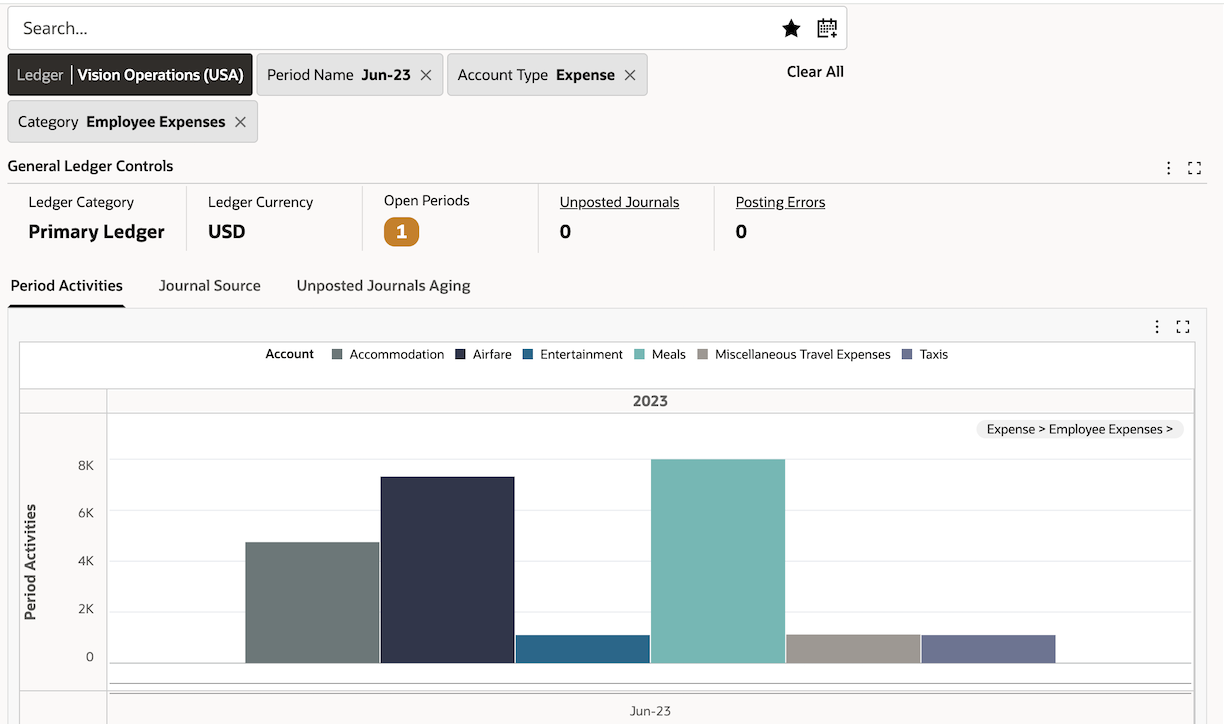 Search...
Ledger Vision Operations (USA) Period Name Jun-23 Account Type Expense Clear All
Category Employee Expenses
General Ledger Controls
Ledger Category Ledger Currency Open Periods Unposted Journals Posting Errors
Primary Ledger USD 1 0 0
Period Activities Journal Source Unposted Journals Aging
Account Accommodation Airfare Entertainment Meals Miscellaneous Travel Expenses Taxis
2023
Expense > Employee Expenses >
Period Activities
8K
6K
4K
2K
0
Jun-23